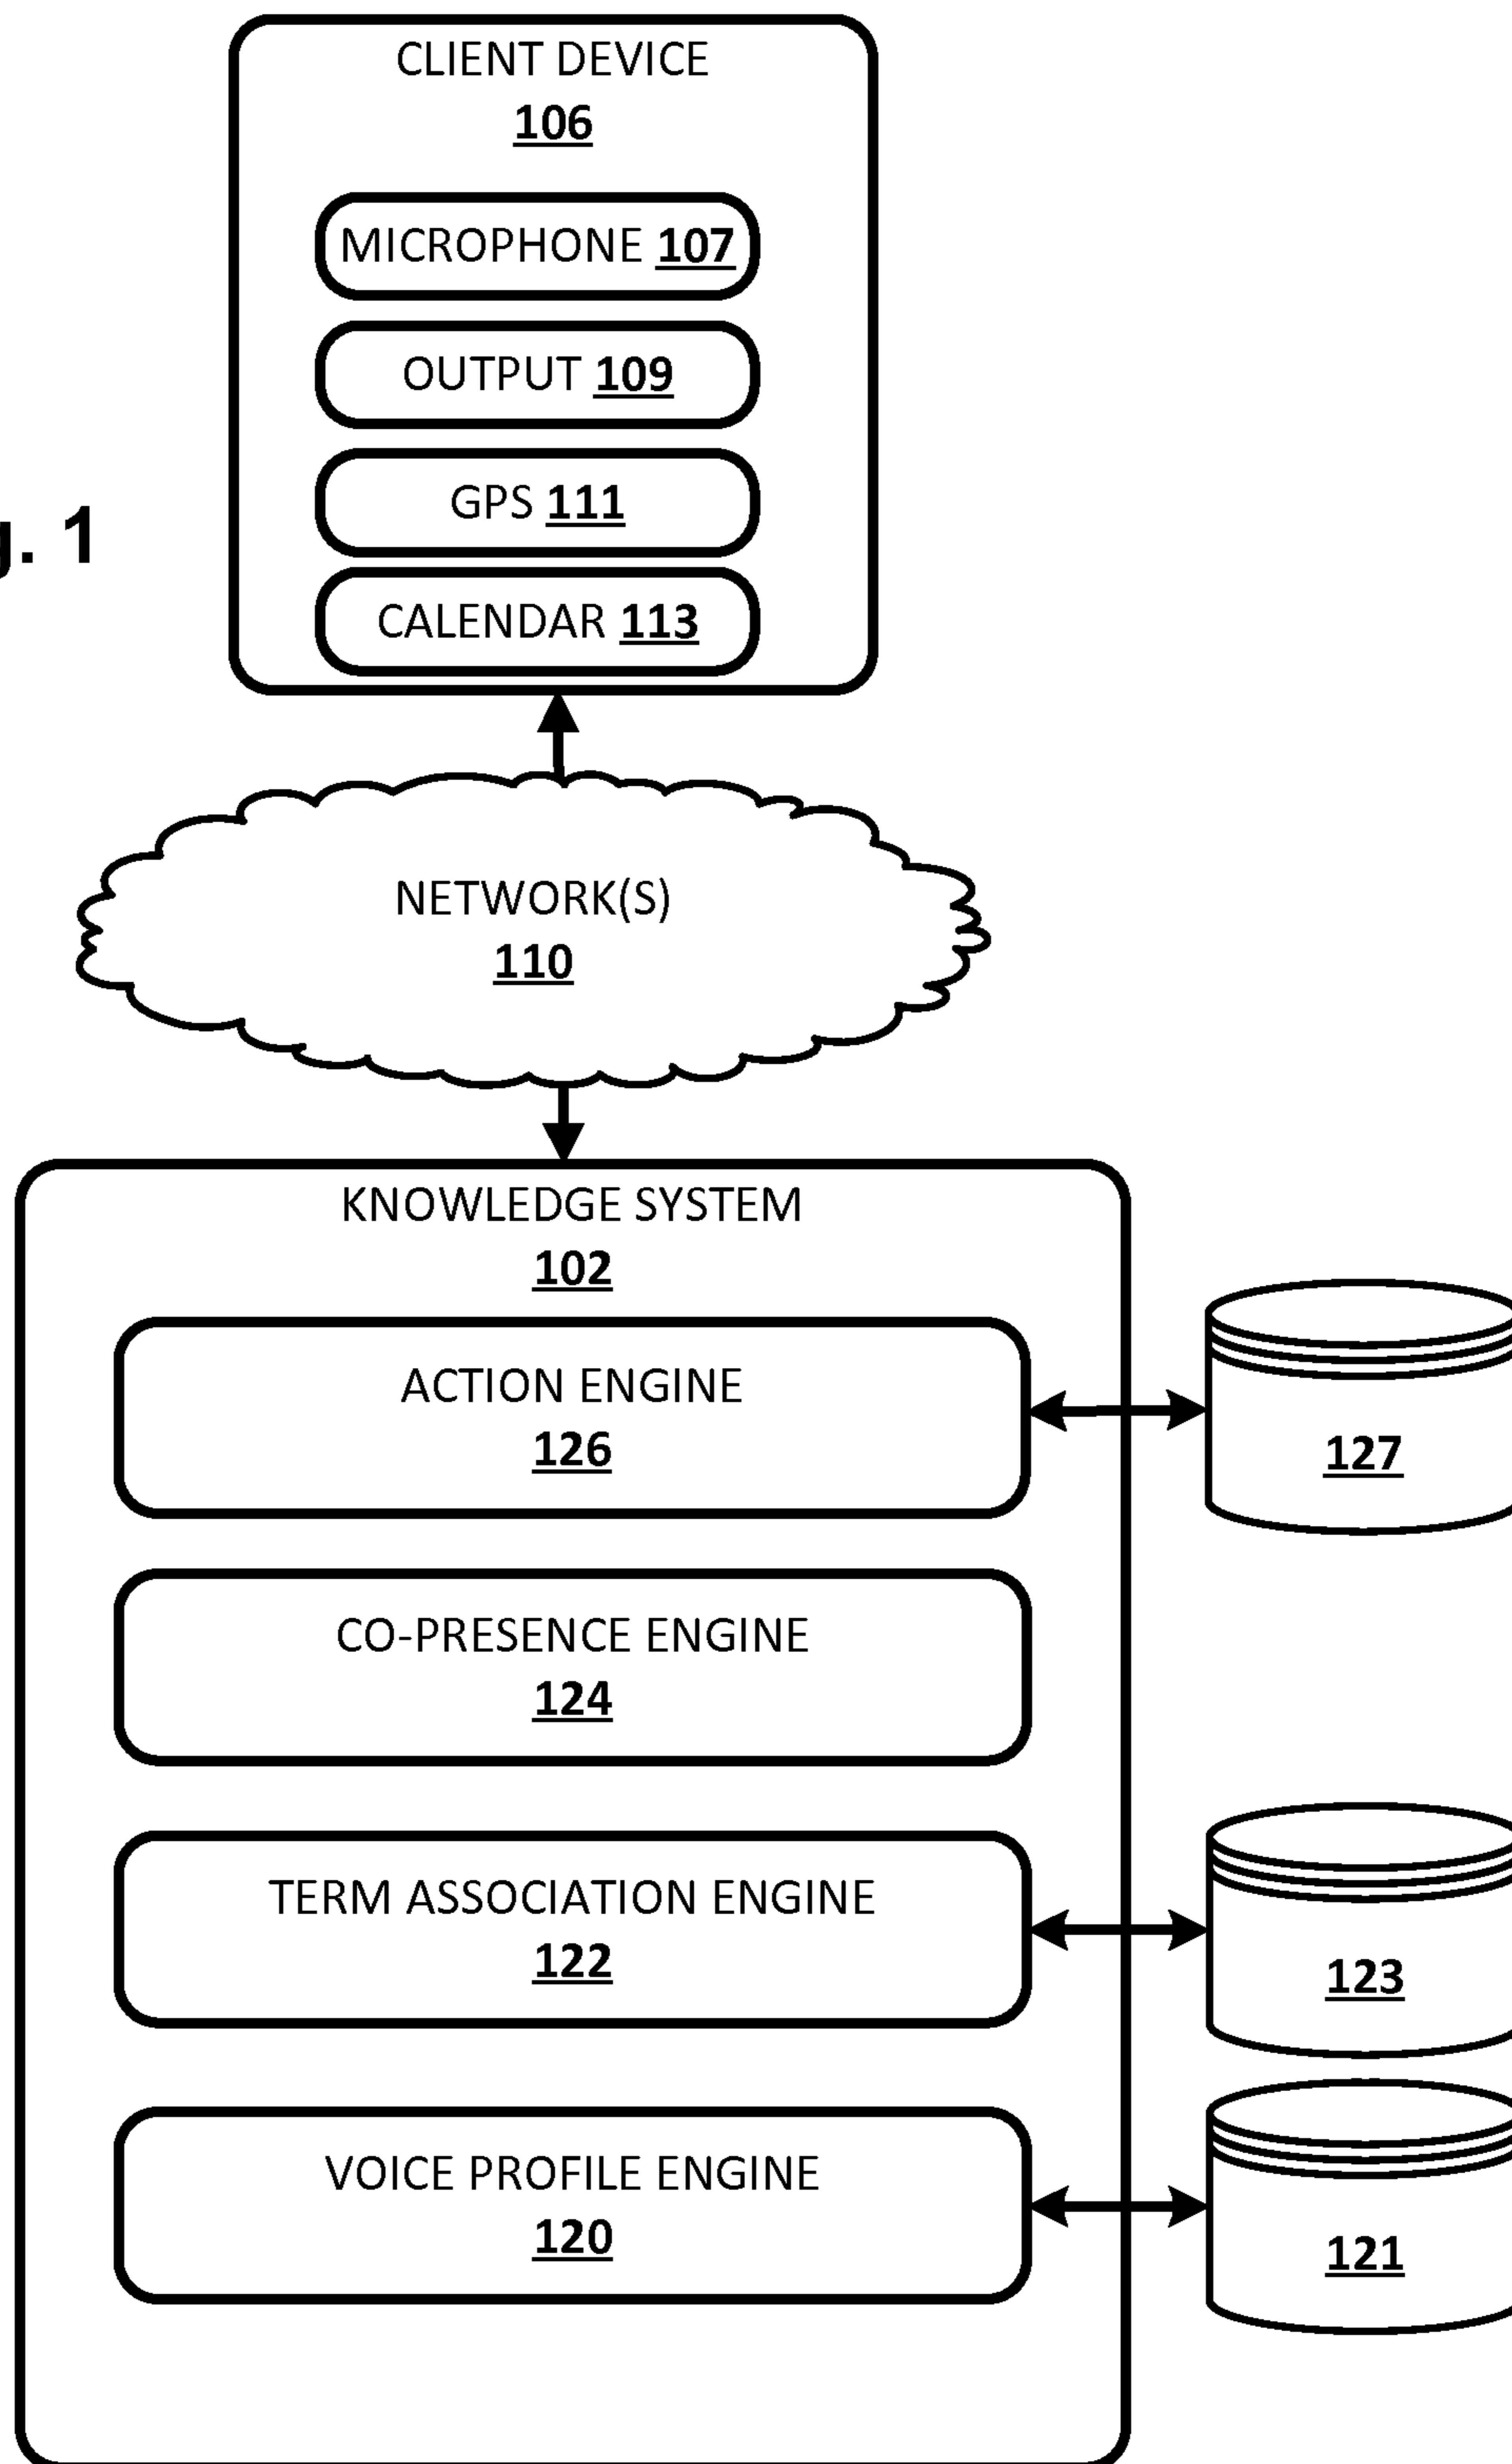 CLIENT DEVICE
106
MICROPHONE 107
OUTPUT 109
GPS 111
CALENDAR 113
g. 1
NETWORK(S)
110
KNOWLEDGE SYSTEM
102
ACTION ENGINE
126
127
CO-PRESENCE ENGINE
124
TERM ASSOCIATION ENGINE
122
123
VOICE PROFILE ENGINE
120
121